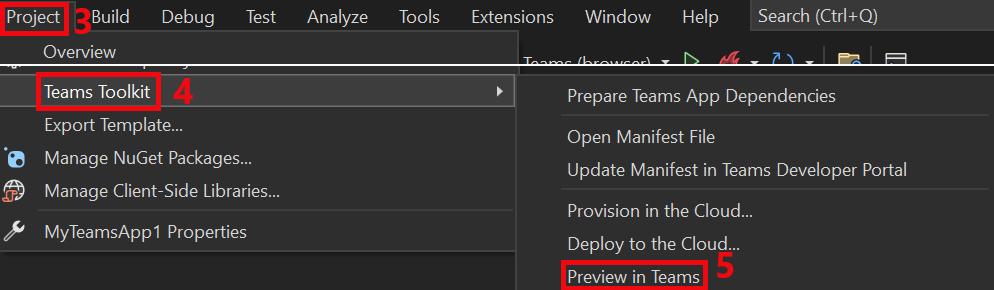 Project 3 Build Debug Test Analyze Tools Extensions Window Help Search (Ctrl+Q)
Overview
Teams (browser)
Teams Toolkit 4
Export Template...
Manage NuGet Packages...
Manage Client-Side Libraries...
MyTeamsApp1 Properties
Prepare Teams App Dependencies
Open Manifest File
Update Manifest in Teams Developer Portal
Provision in the Cloud...
Deploy to the Cloud...
Preview in Teams 5